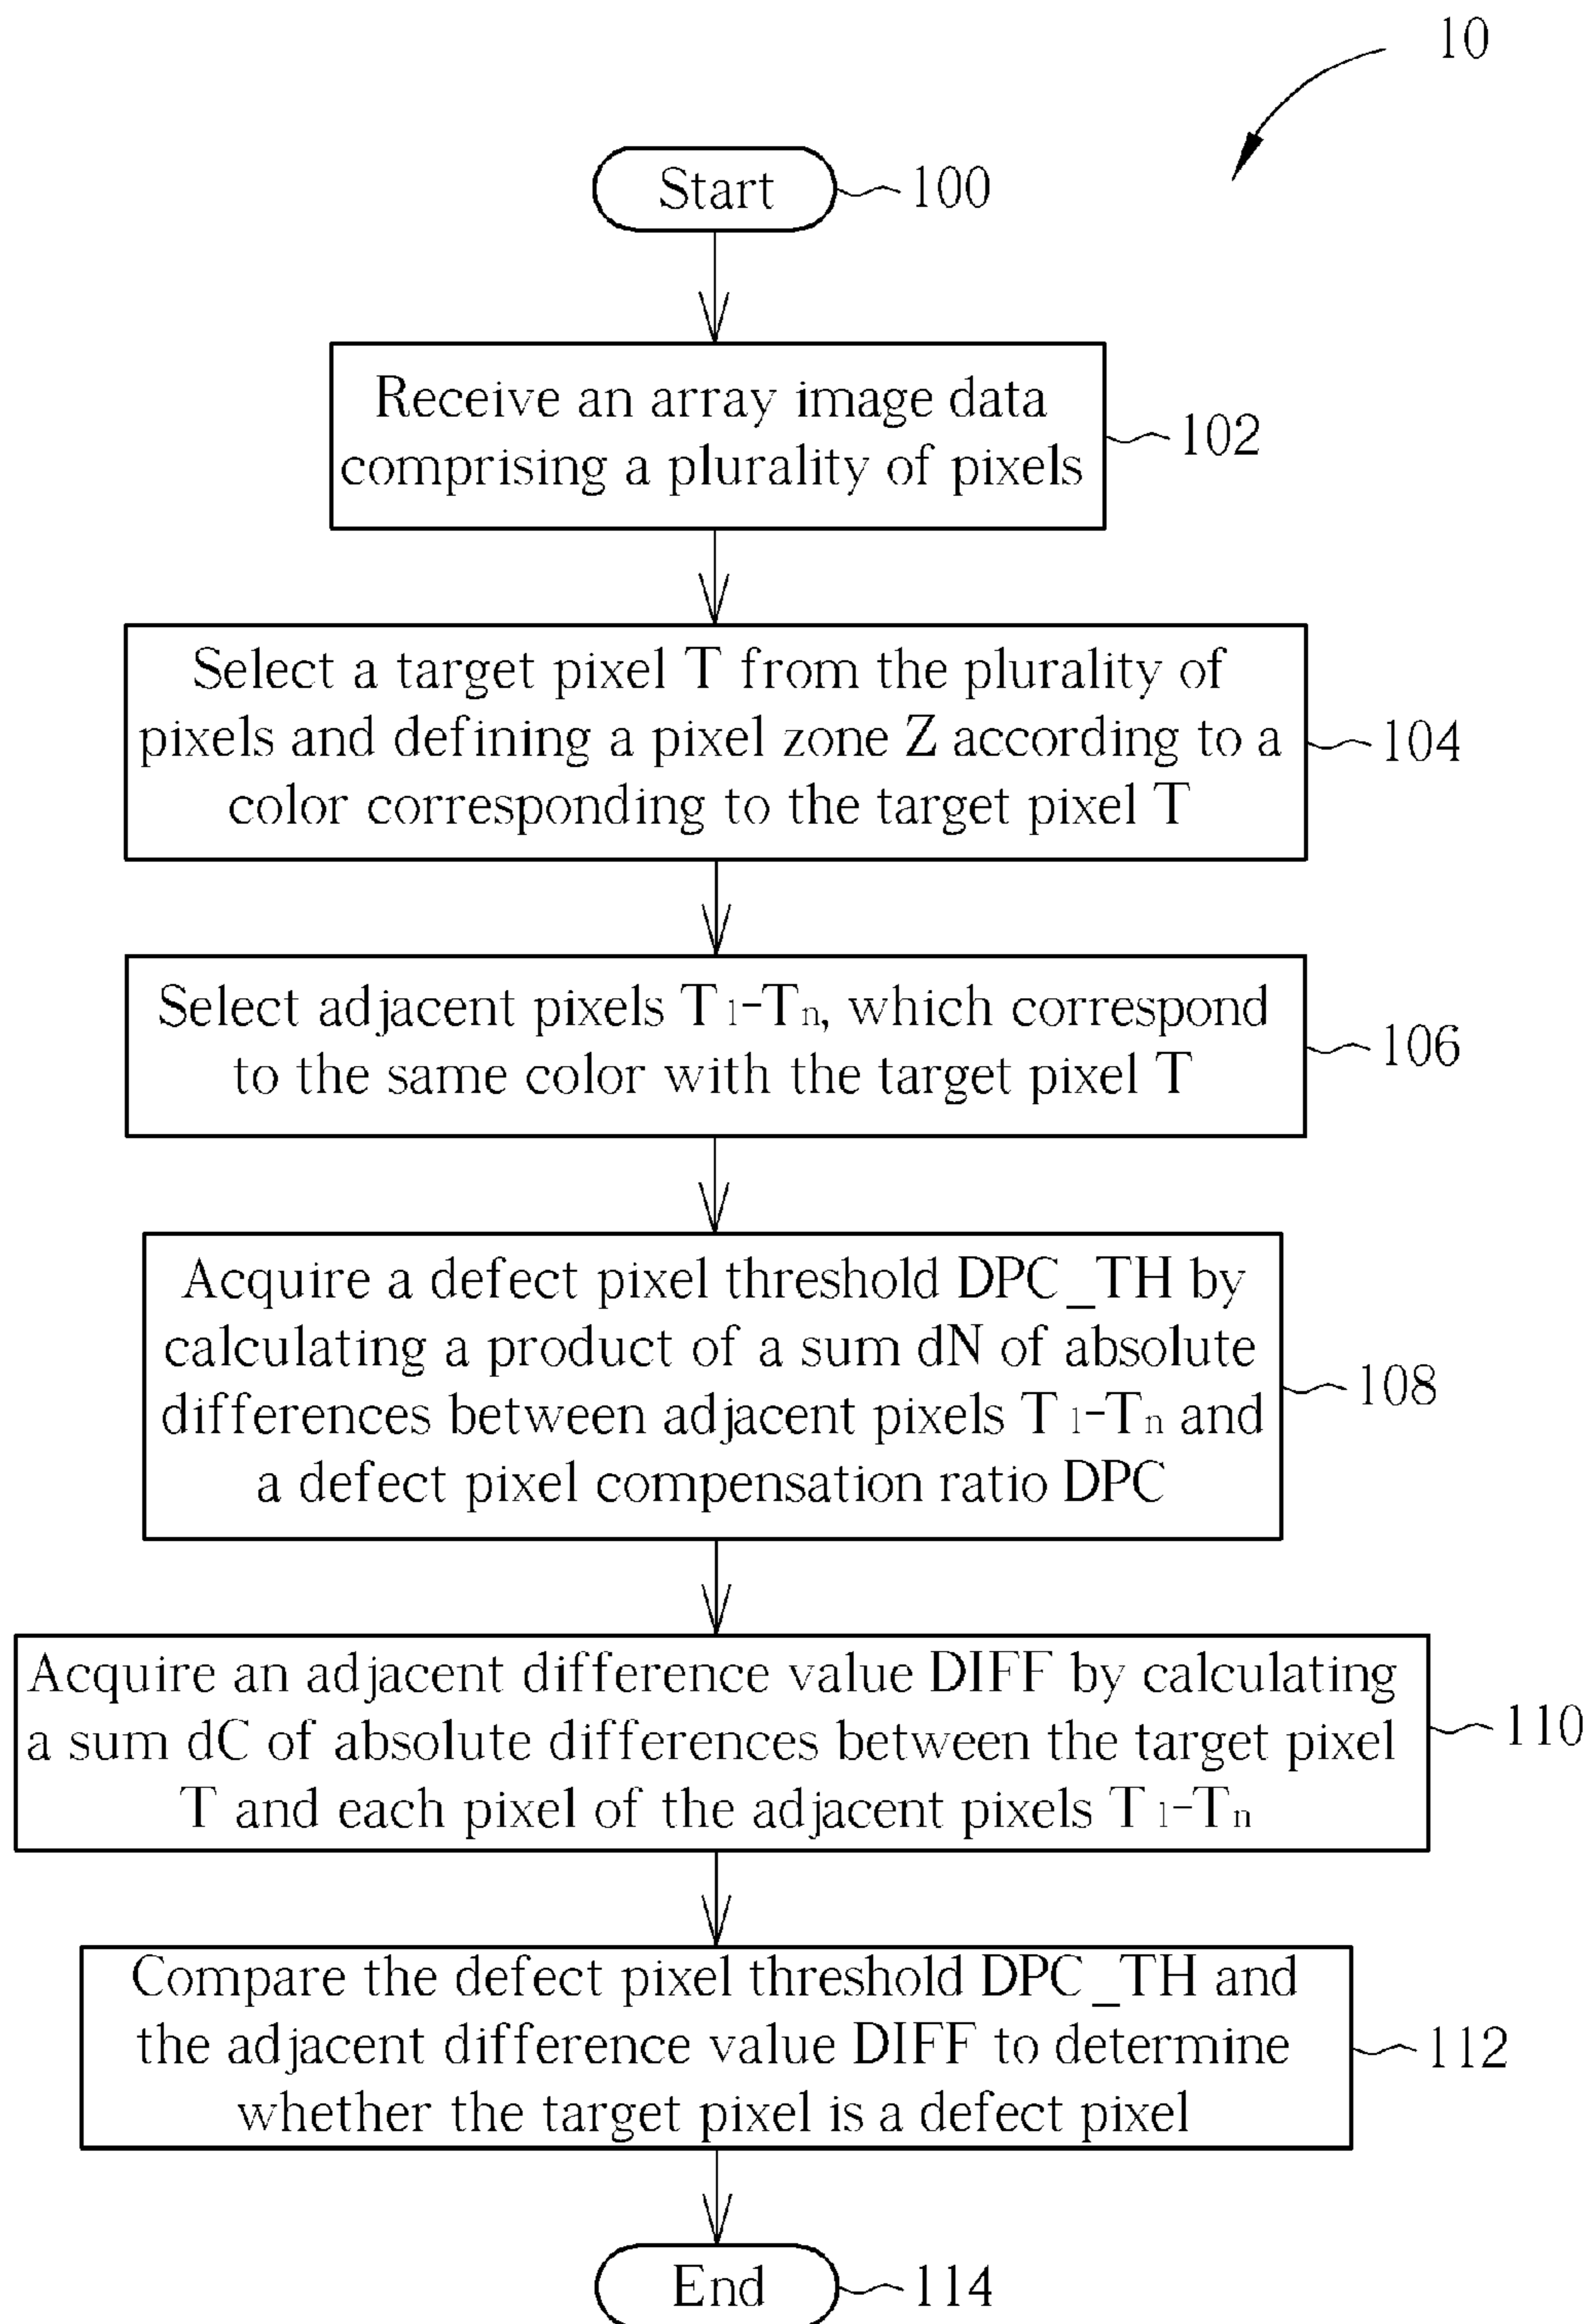 10
Start
100
Receive an array image data
comprising a plurality of pixels
102
Select a target pixel T from the plurality of
pixels and defining a pixel zone Z according to a
color corresponding to the target pixel T
104
Select adjacent pixels T1-Tn, which correspond
to the same color with the target pixel T
106
Acquire a defect pixel threshold DPC_TH by
calculating a product of a sum dN of absolute
differences between adjacent pixels T1-Tn and
a defect pixel compensation ratio DPC
108
Acquire an adjacent difference value DIFF by calculating
a sum dC of absolute differences between the target pixel
T and each pixel of the adjacent pixels T1-Tn
110
Compare the defect pixel threshold DPC_TH and
the adjacent difference value DIFF to determine
whether the target pixel is a defect pixel
112
End
114